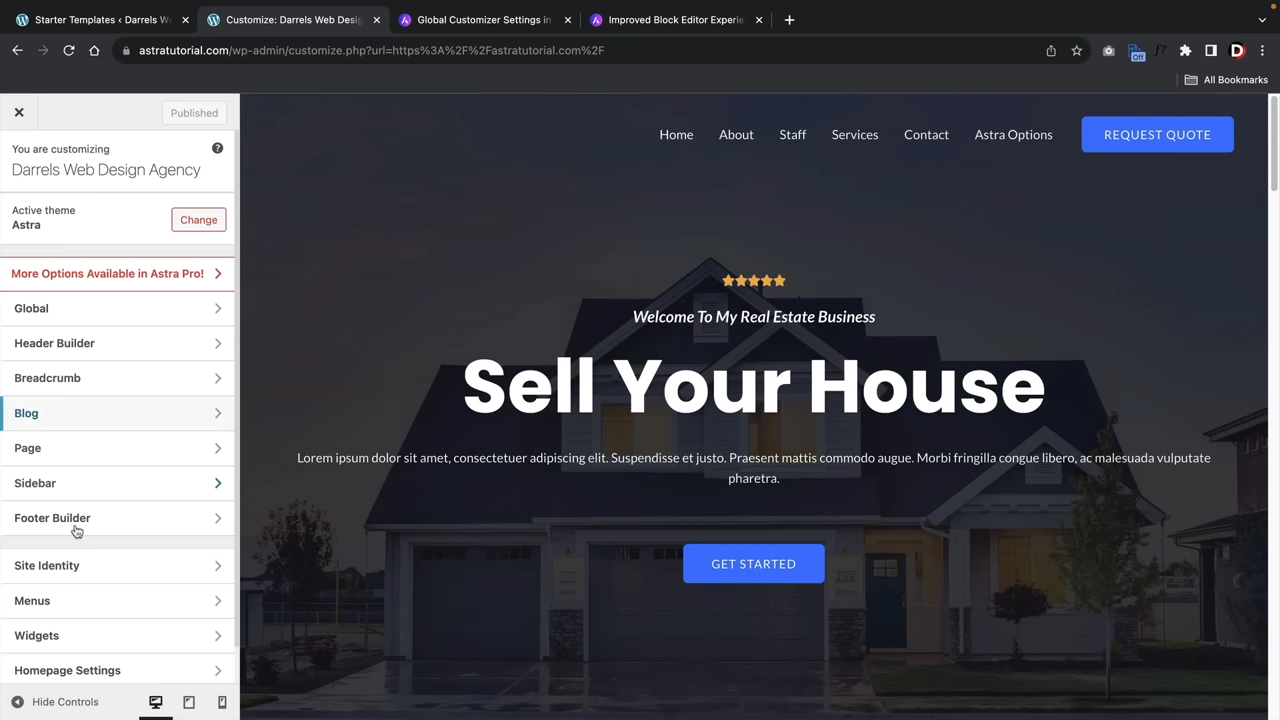 Starter Templates ‹ Darrels We
Customize: Darrels Web Desig
Global Customizer Settings in
Improved Block Editor Experie
astratutorial.com/wp-admin/customize.php?url=https%3A%2F%2Fastratutorial.com%2F
Off
f?
D
All Bookmarks
Published
You are customizing
Darrels Web Design Agency
Active theme
Astra
Change
More Options Available in Astra Pro!
Global
Header Builder
Breadcrumb
Blog
Page
Sidebar
Footer Builder
Site Identity
Menus
Widgets
Homepage Settings
Hide Controls
Home
About
Staff
Services
Contact
Astra Options
REQUEST QUOTE
Welcome To My Real Estate Business
Sell Your House
Lorem ipsum dolor sit amet, consectetuer adipiscing elit. Suspendisse et justo. Praesent mattis commodo augue. Morbi fringilla congue libero, ac malesuada vulputate
pharetra.
GET STARTED